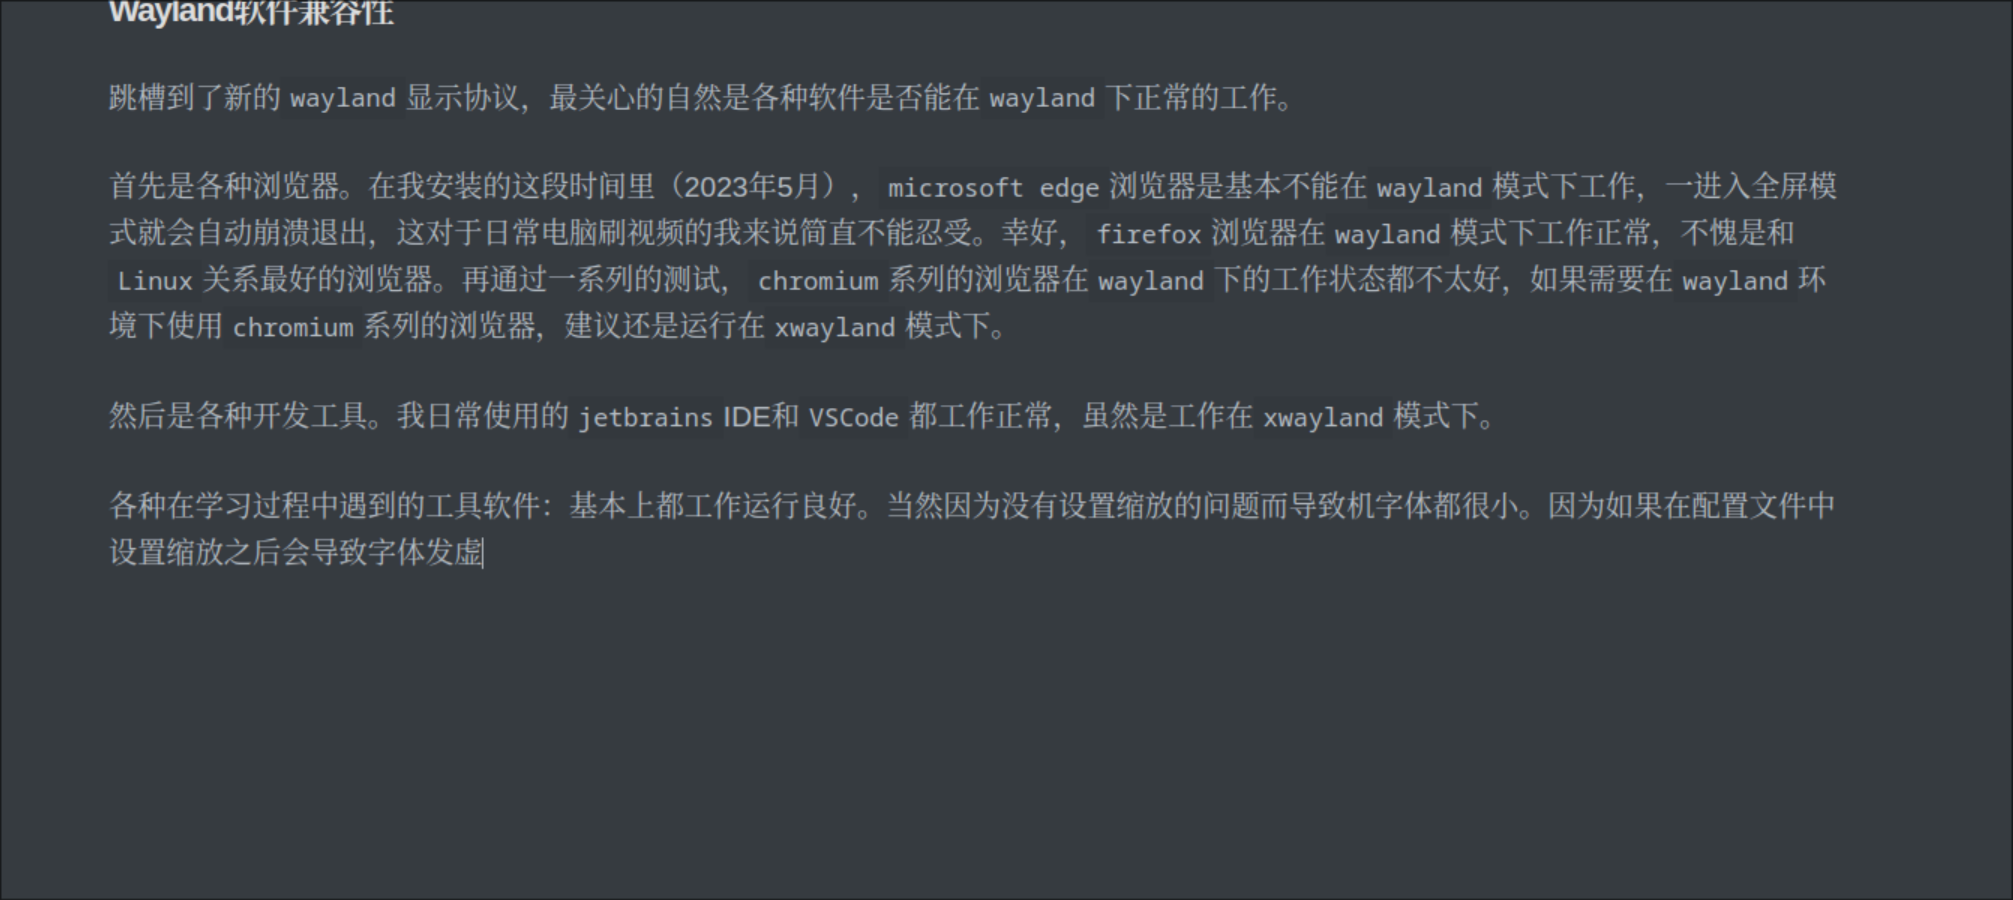 Wayland软件兼容性
跳槽到了新的 wayland 显示协议，最关心的自然是各种软件是否能在 wayland 下正常的工作。
首先是各种浏览器。在我安装的这段时间里（2023年5月）， microsoft edge 浏览器是基本不能在 wayland 模式下工作，一进入全屏模
式就会自动崩溃退出，这对于日常电脑刷视频的我来说简直不能忍受。幸好， firefox 浏览器在 wayland 模式下工作正常，不愧是和
Linux 关系最好的浏览器。再通过一系列的测试， chromium 系列的浏览器在 wayland 下的工作状态都不太好，如果需要在 wayland 环
境下使用 chromium 系列的浏览器，建议还是运行在 xwayland 模式下。
然后是各种开发工具。我日常使用的 jetbrains IDE和 VSCode 都工作正常，虽然是工作在 xwayland 模式下。
各种在学习过程中遇到的工具软件：基本上都工作运行良好。当然因为没有设置缩放的问题而导致机字体都很小。因为如果在配置文件中
设置缩放之后会导致字体发虚